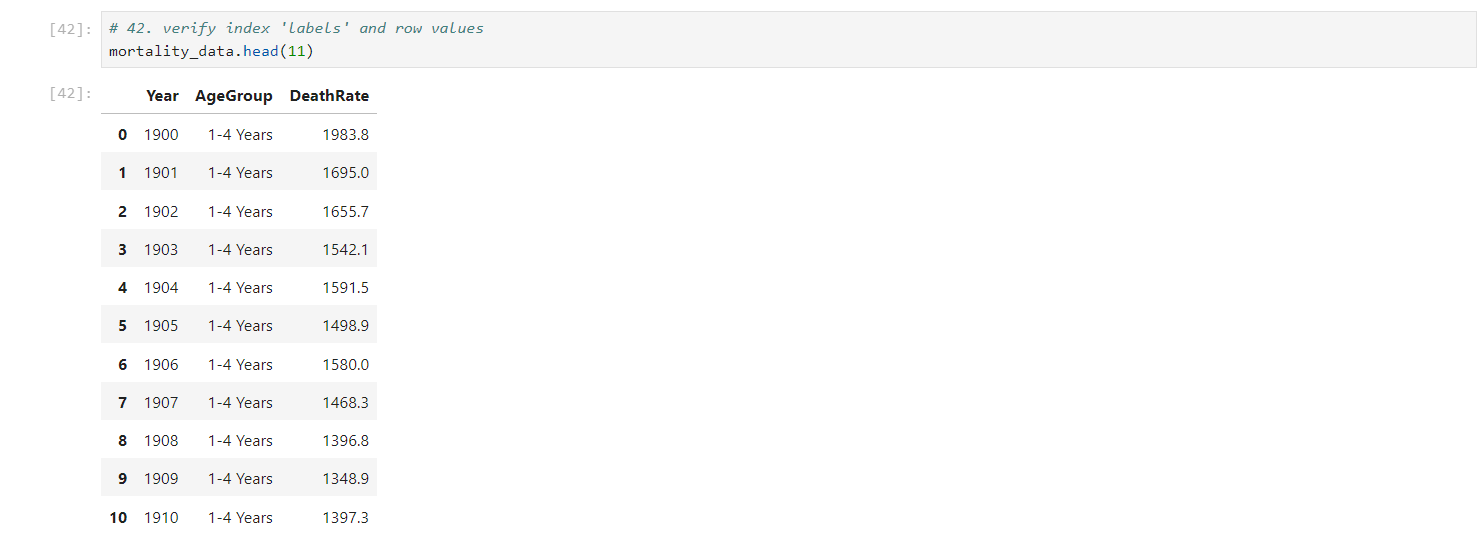 [42]: # 42. verify index 'labels' and row values
mortality_data.head(11)
[42]: Year AgeGroup DeathRate
0 1900 1-4 Years 1983.8
1 1901 1-4 Years 1695.0
2 1902 1-4 Years 1655.7
3 1903 1-4 Years 1542.1
4 1904 1-4 Years 1591.5
5 1905 1-4 Years 1498.9
6 1906 1-4 Years 1580.0
7 1907 1-4 Years 1468.3
8 1908 1-4 Years 1396.8
9 1909 1-4 Years 1348.9
10 1910 1-4 Years 1397.3